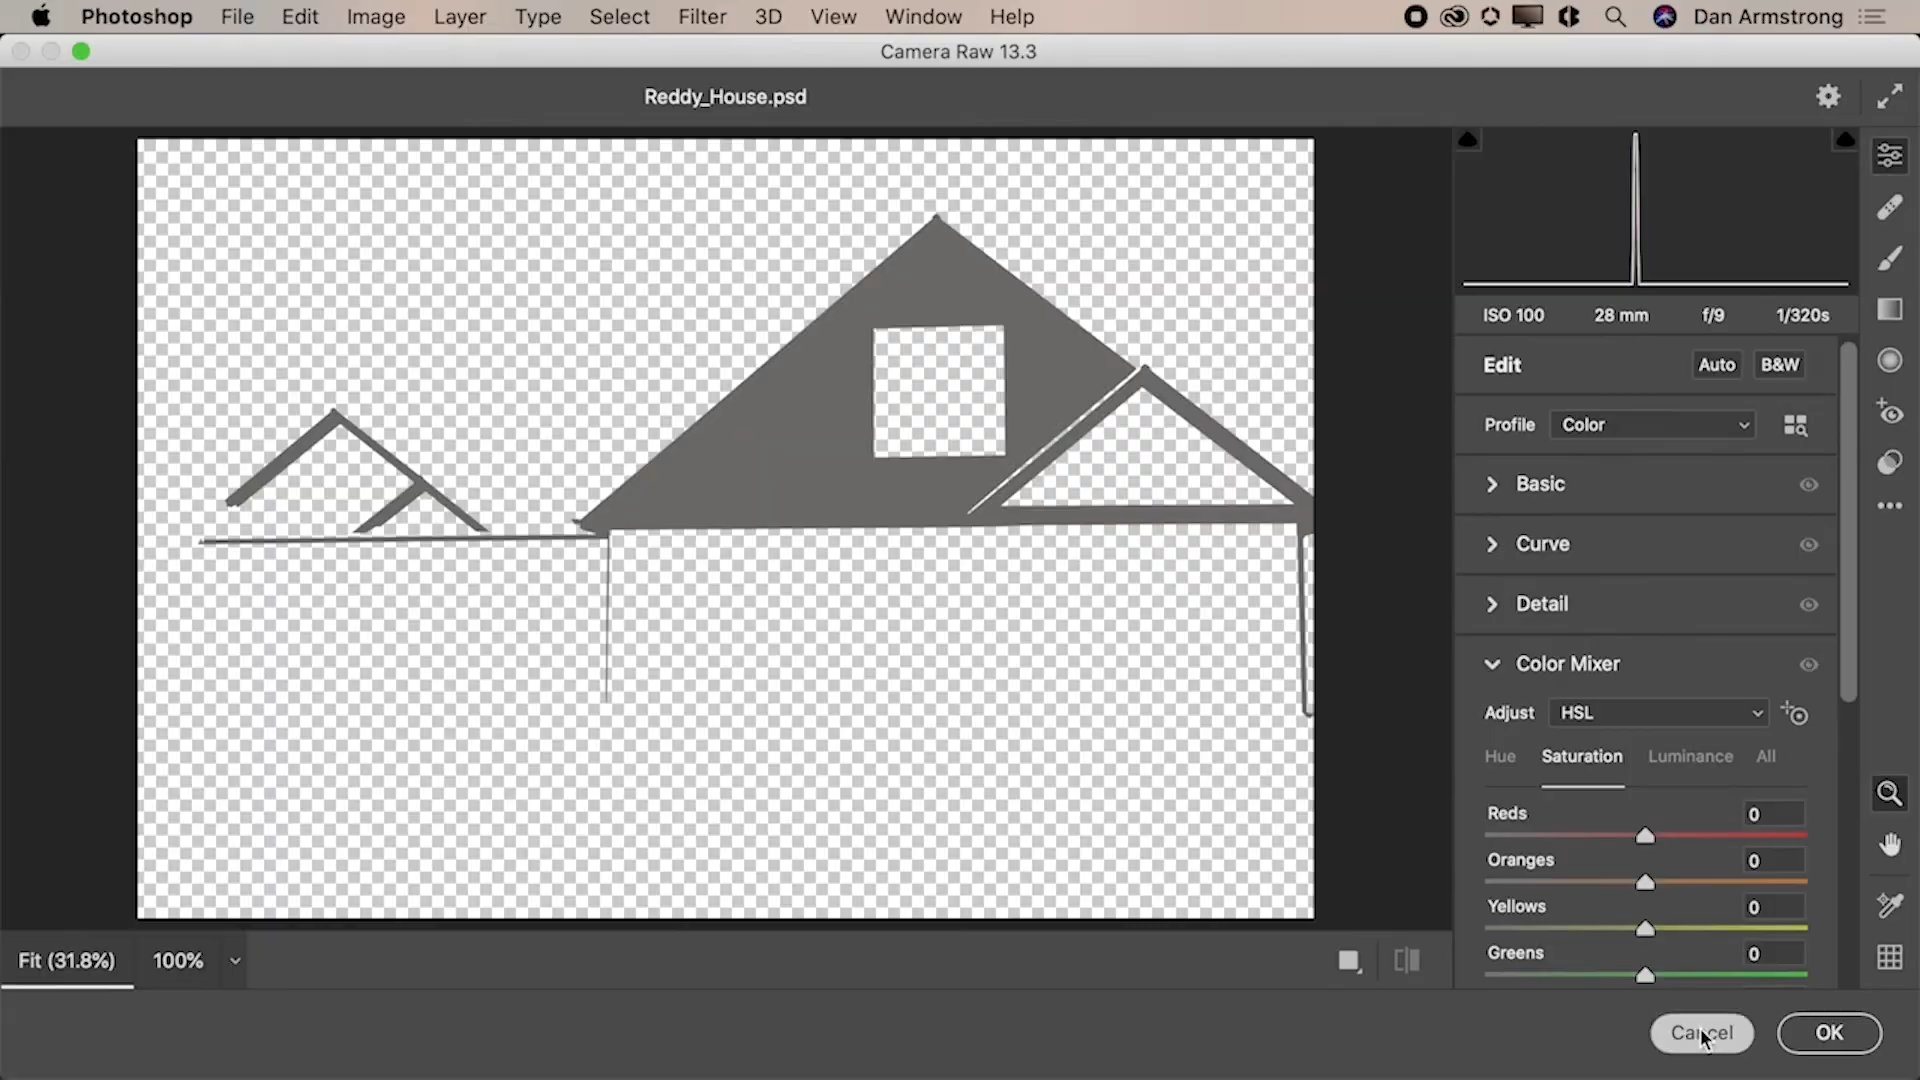 Photoshop File Edit Image Layer Type Select Filter 3D View Window Help Dan Armstrong
Camera Raw 13.3
Reddy_House.psd
ISO 100 28 mm f/9 1/320s
Edit Auto B&W
Profile Color
Basic
Curve
Detail
Color Mixer
Adjust HSL
Hue Saturation Luminance All
Reds 0
Oranges 0
Yellows 0
Greens 0
Fit (31.8%) 100%
Cancel OK